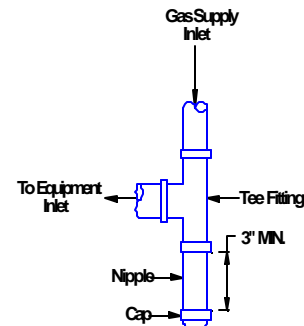 Gas Supply
Inlet
To Equipment
Inlet
Tee Fitting
3" MIN.
Nipple
Cap